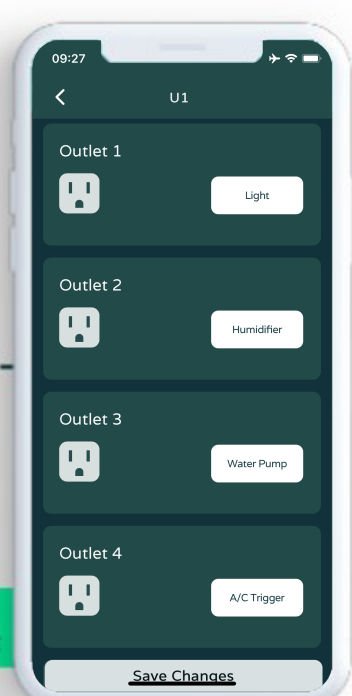 09:27
U1
Outlet 1
Light
Outlet 2
Humidifier
Outlet 3
Water Pump
Outlet 4
A/C Trigger
Save Changes